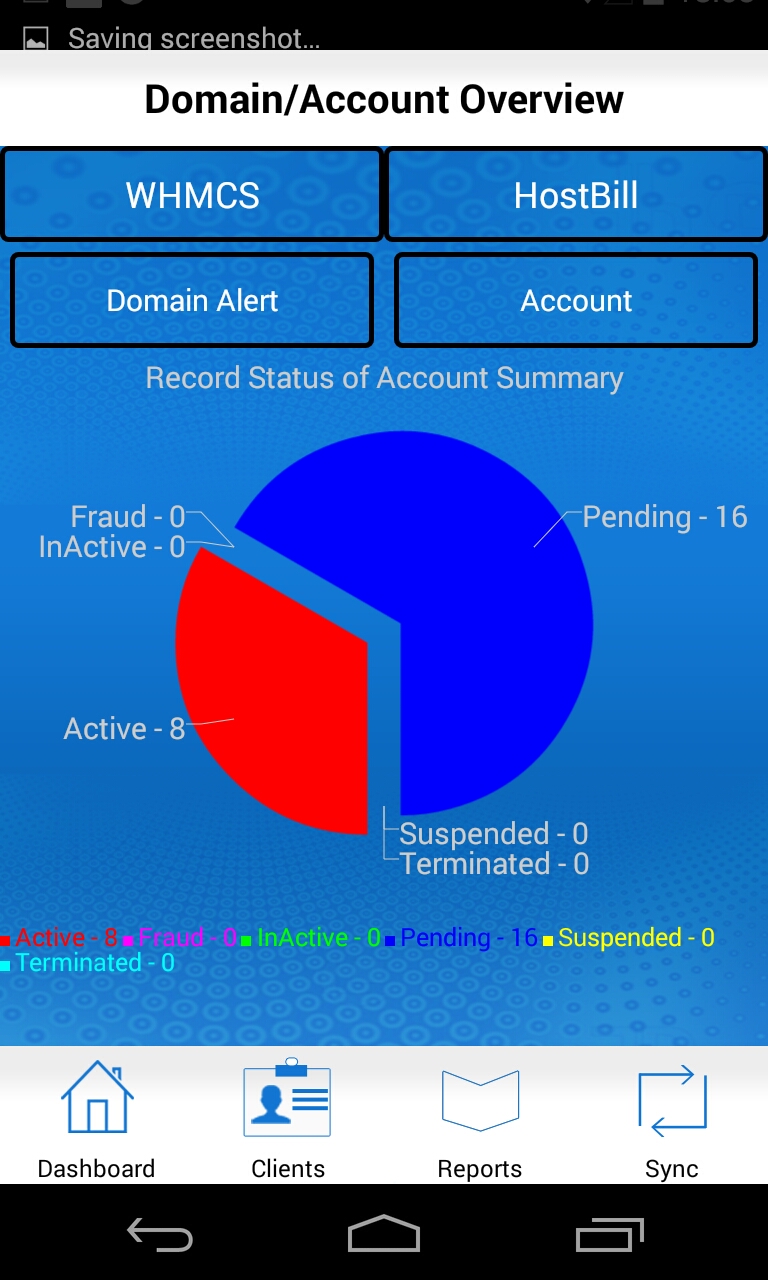 Saving screenshot...
Domain/Account Overview
WHMCS HostBill
Domain Alert Account
Record Status of Account Summary
Fraud - 0 Pending - 16
InActive - 0
Active - 8
Suspended - 0
Terminated - 0
Active - 8 Fraud - 0 InActive - 0 Pending - 16 Suspended - 0
Terminated - 0
Dashboard Clients Reports Sync